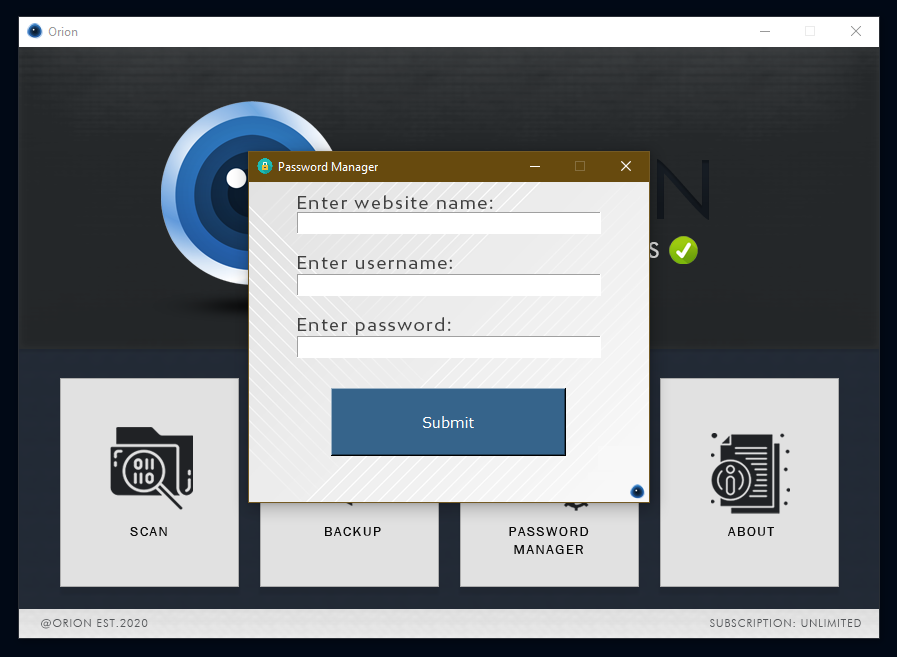 Orion
Password Manager
N
Enter website name:
S
Enter username:
Enter password:
Submit
SCAN
BACKUP
PASSWORD
MANAGER
ABOUT
@ORION EST.2020
SUBSCRIPTION: UNLIMITED